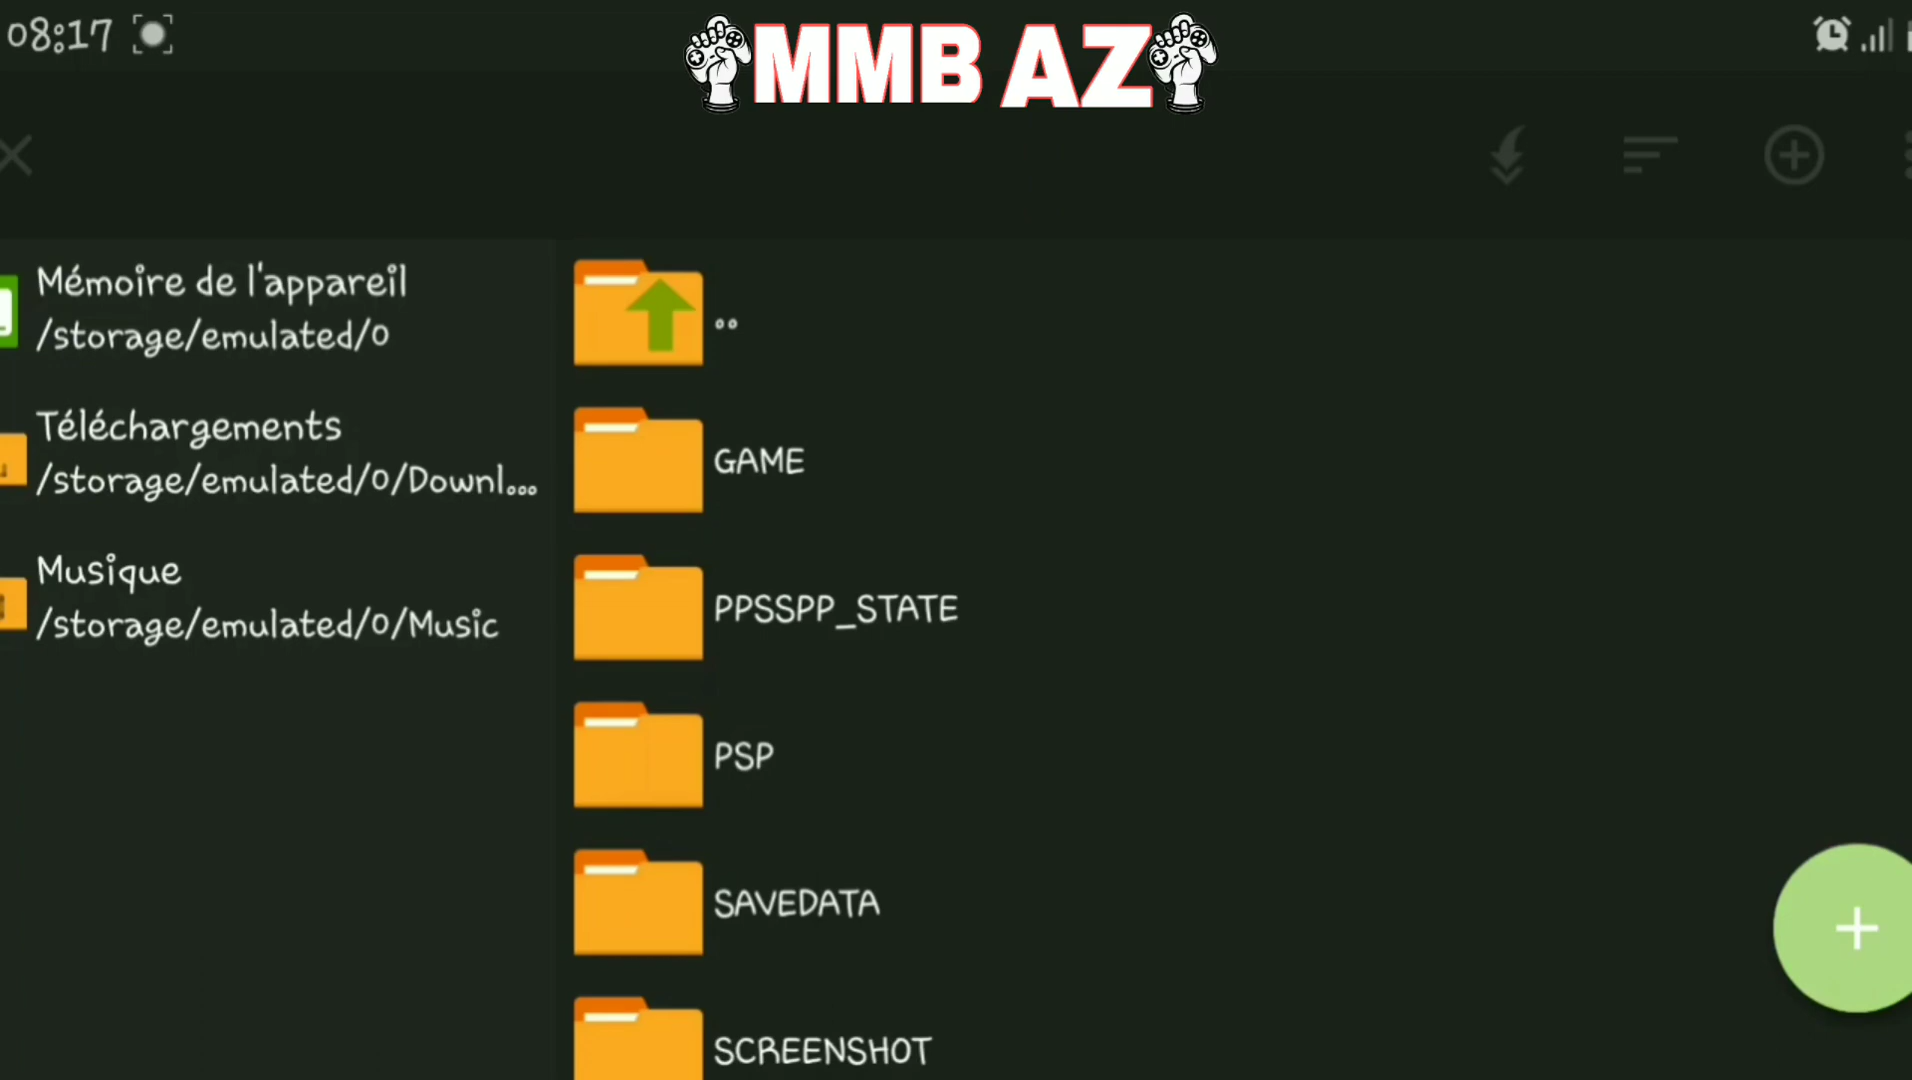 08:17
MMB AZ
Mémoire de l'appareil
/storage/emulated/0
Téléchargements
/storage/emulated/0/Downl...
Musique
/storage/emulated/0/Music
..
GAME
PPSSPP_STATE
PSP
SAVEDATA
SCREENSHOT